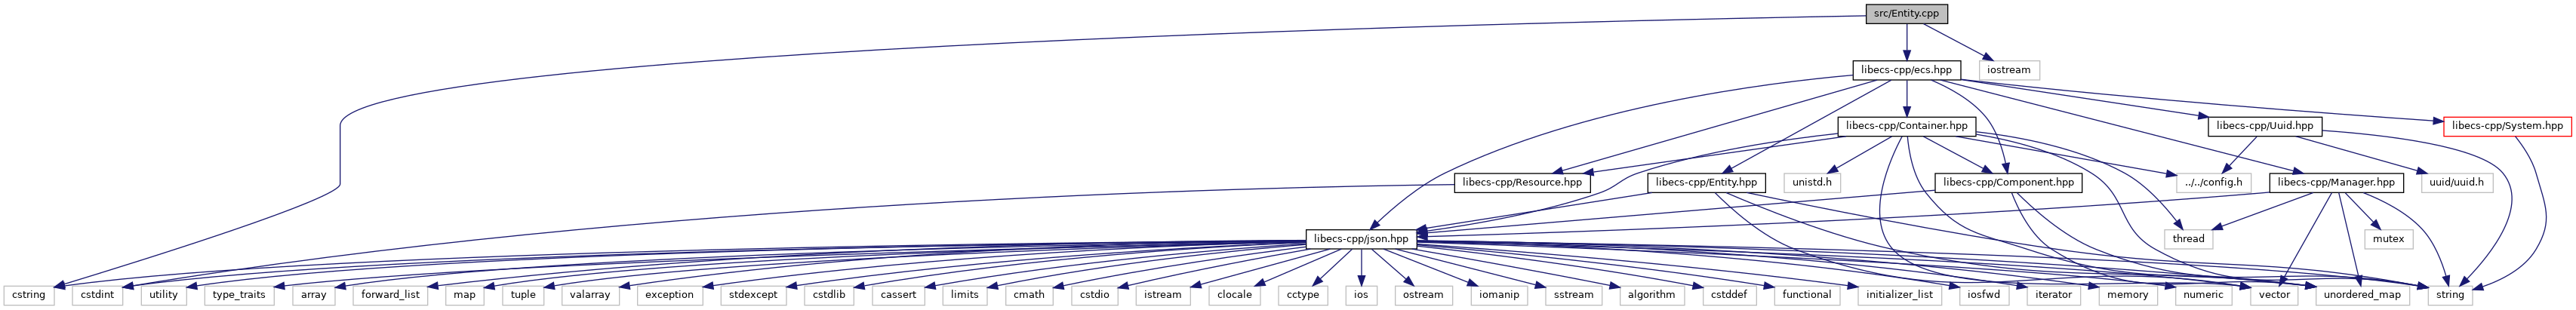 src/Entity.cpp
libecs-cpp/ecs.hpp
iostream
libecs-cpp/Container.hpp
libecs-cpp/Uuid.hpp
libecs-cpp/System.hpp
libecs-cpp/Resource.hpp
libecs-cpp/Entity.hpp
unistd.h
libecs-cpp/Component.hpp
../../config.h
libecs-cpp/Manager.hpp
uuid/uuid.h
libecs-cpp/json.hpp
thread
mutex
cstring
cstdint
utility
type_traits
array
forward_list
map
tuple
valarray
exception
stdexcept
cstdlib
cassert
limits
cmath
cstdio
istream
clocale
cctype
ios
ostream
iomanip
sstream
algorithm
cstddef
functional
initializer_list
iosfwd
iterator
memory
numeric
vector
unordered_map
string